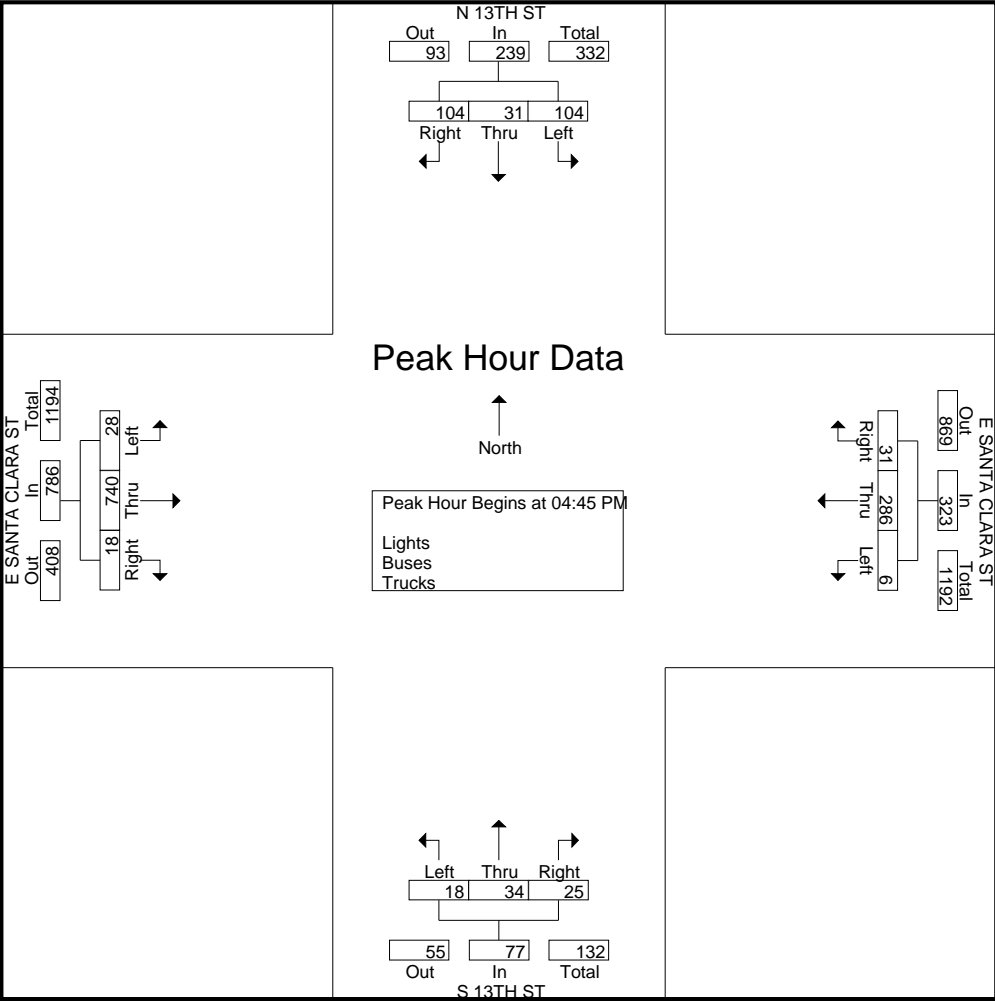 N 13TH ST
Out In Total
93 239 332
104 31 104
Right Thru Left
Peak Hour Data
North
Peak Hour Begins at 04:45 PM
Lights
Buses
Trucks
E SANTA CLARA ST
Total In Out
1194 786 408
28 740 18
Left Thru Right
E SANTA CLARA ST
Out In Total
869 323 1192
31 286 6
Right Thru Left
Left Thru Right
18 34 25
55 77 132
Out In Total
S 13TH ST